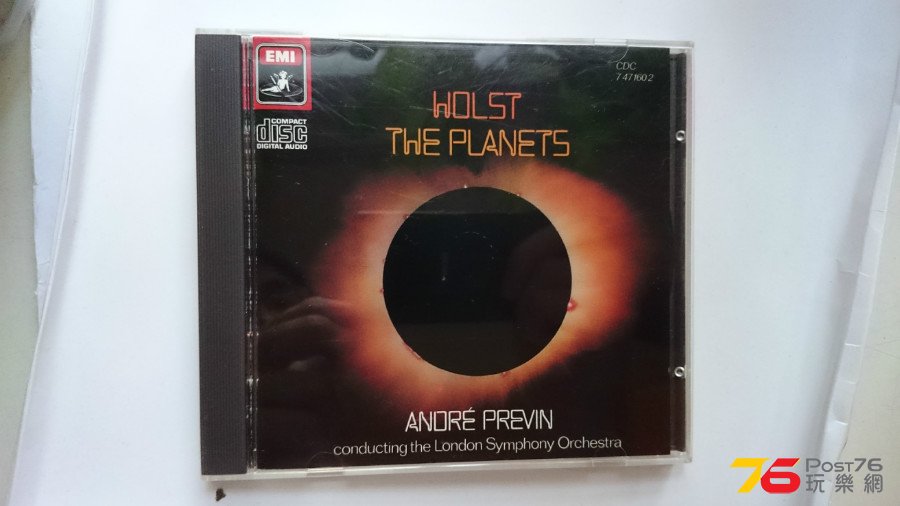 EMI
COMPACT
disc
DIGITAL AUDIO
CDC
7 47160 2
HOLST
THE PLANETS
ANDRÉ PREVIN
conducting the London Symphony Orchestra
76 Post76
玩樂網